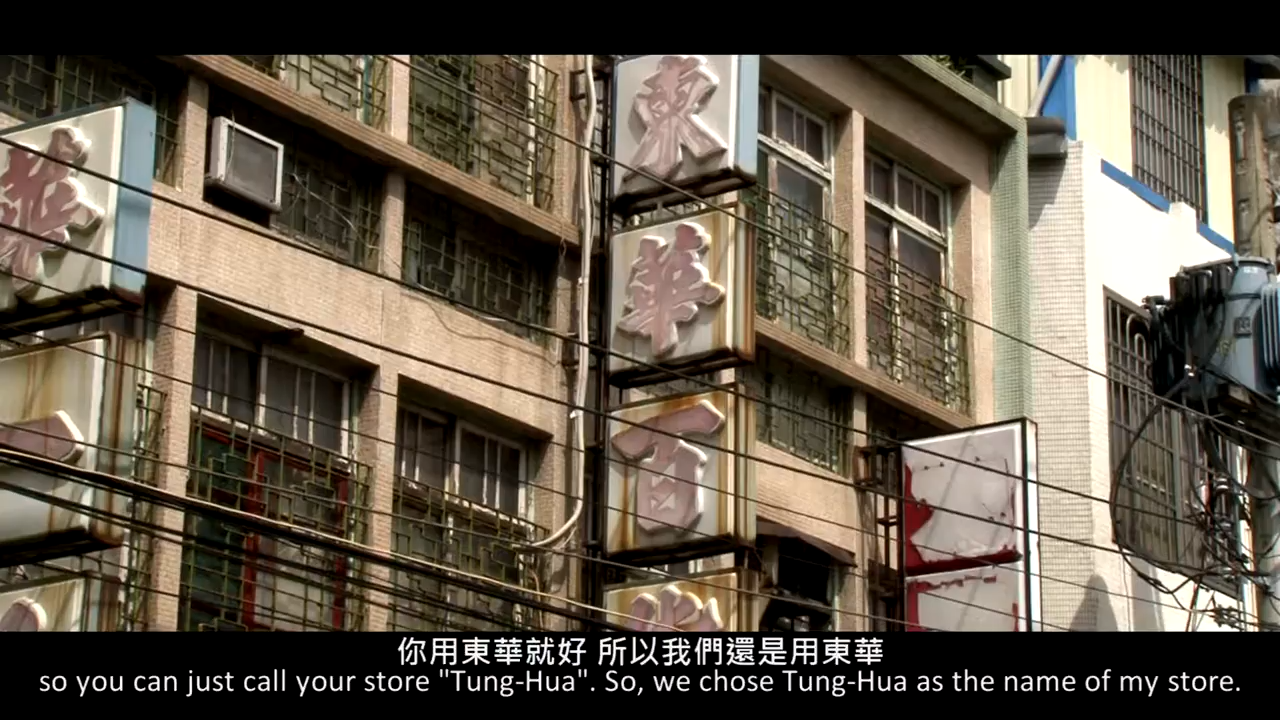 東
華
百
你用東華就好 所以我們還是用東華
so you can just call your store "Tung-Hua". So, we chose Tung-Hua as the name of my store.